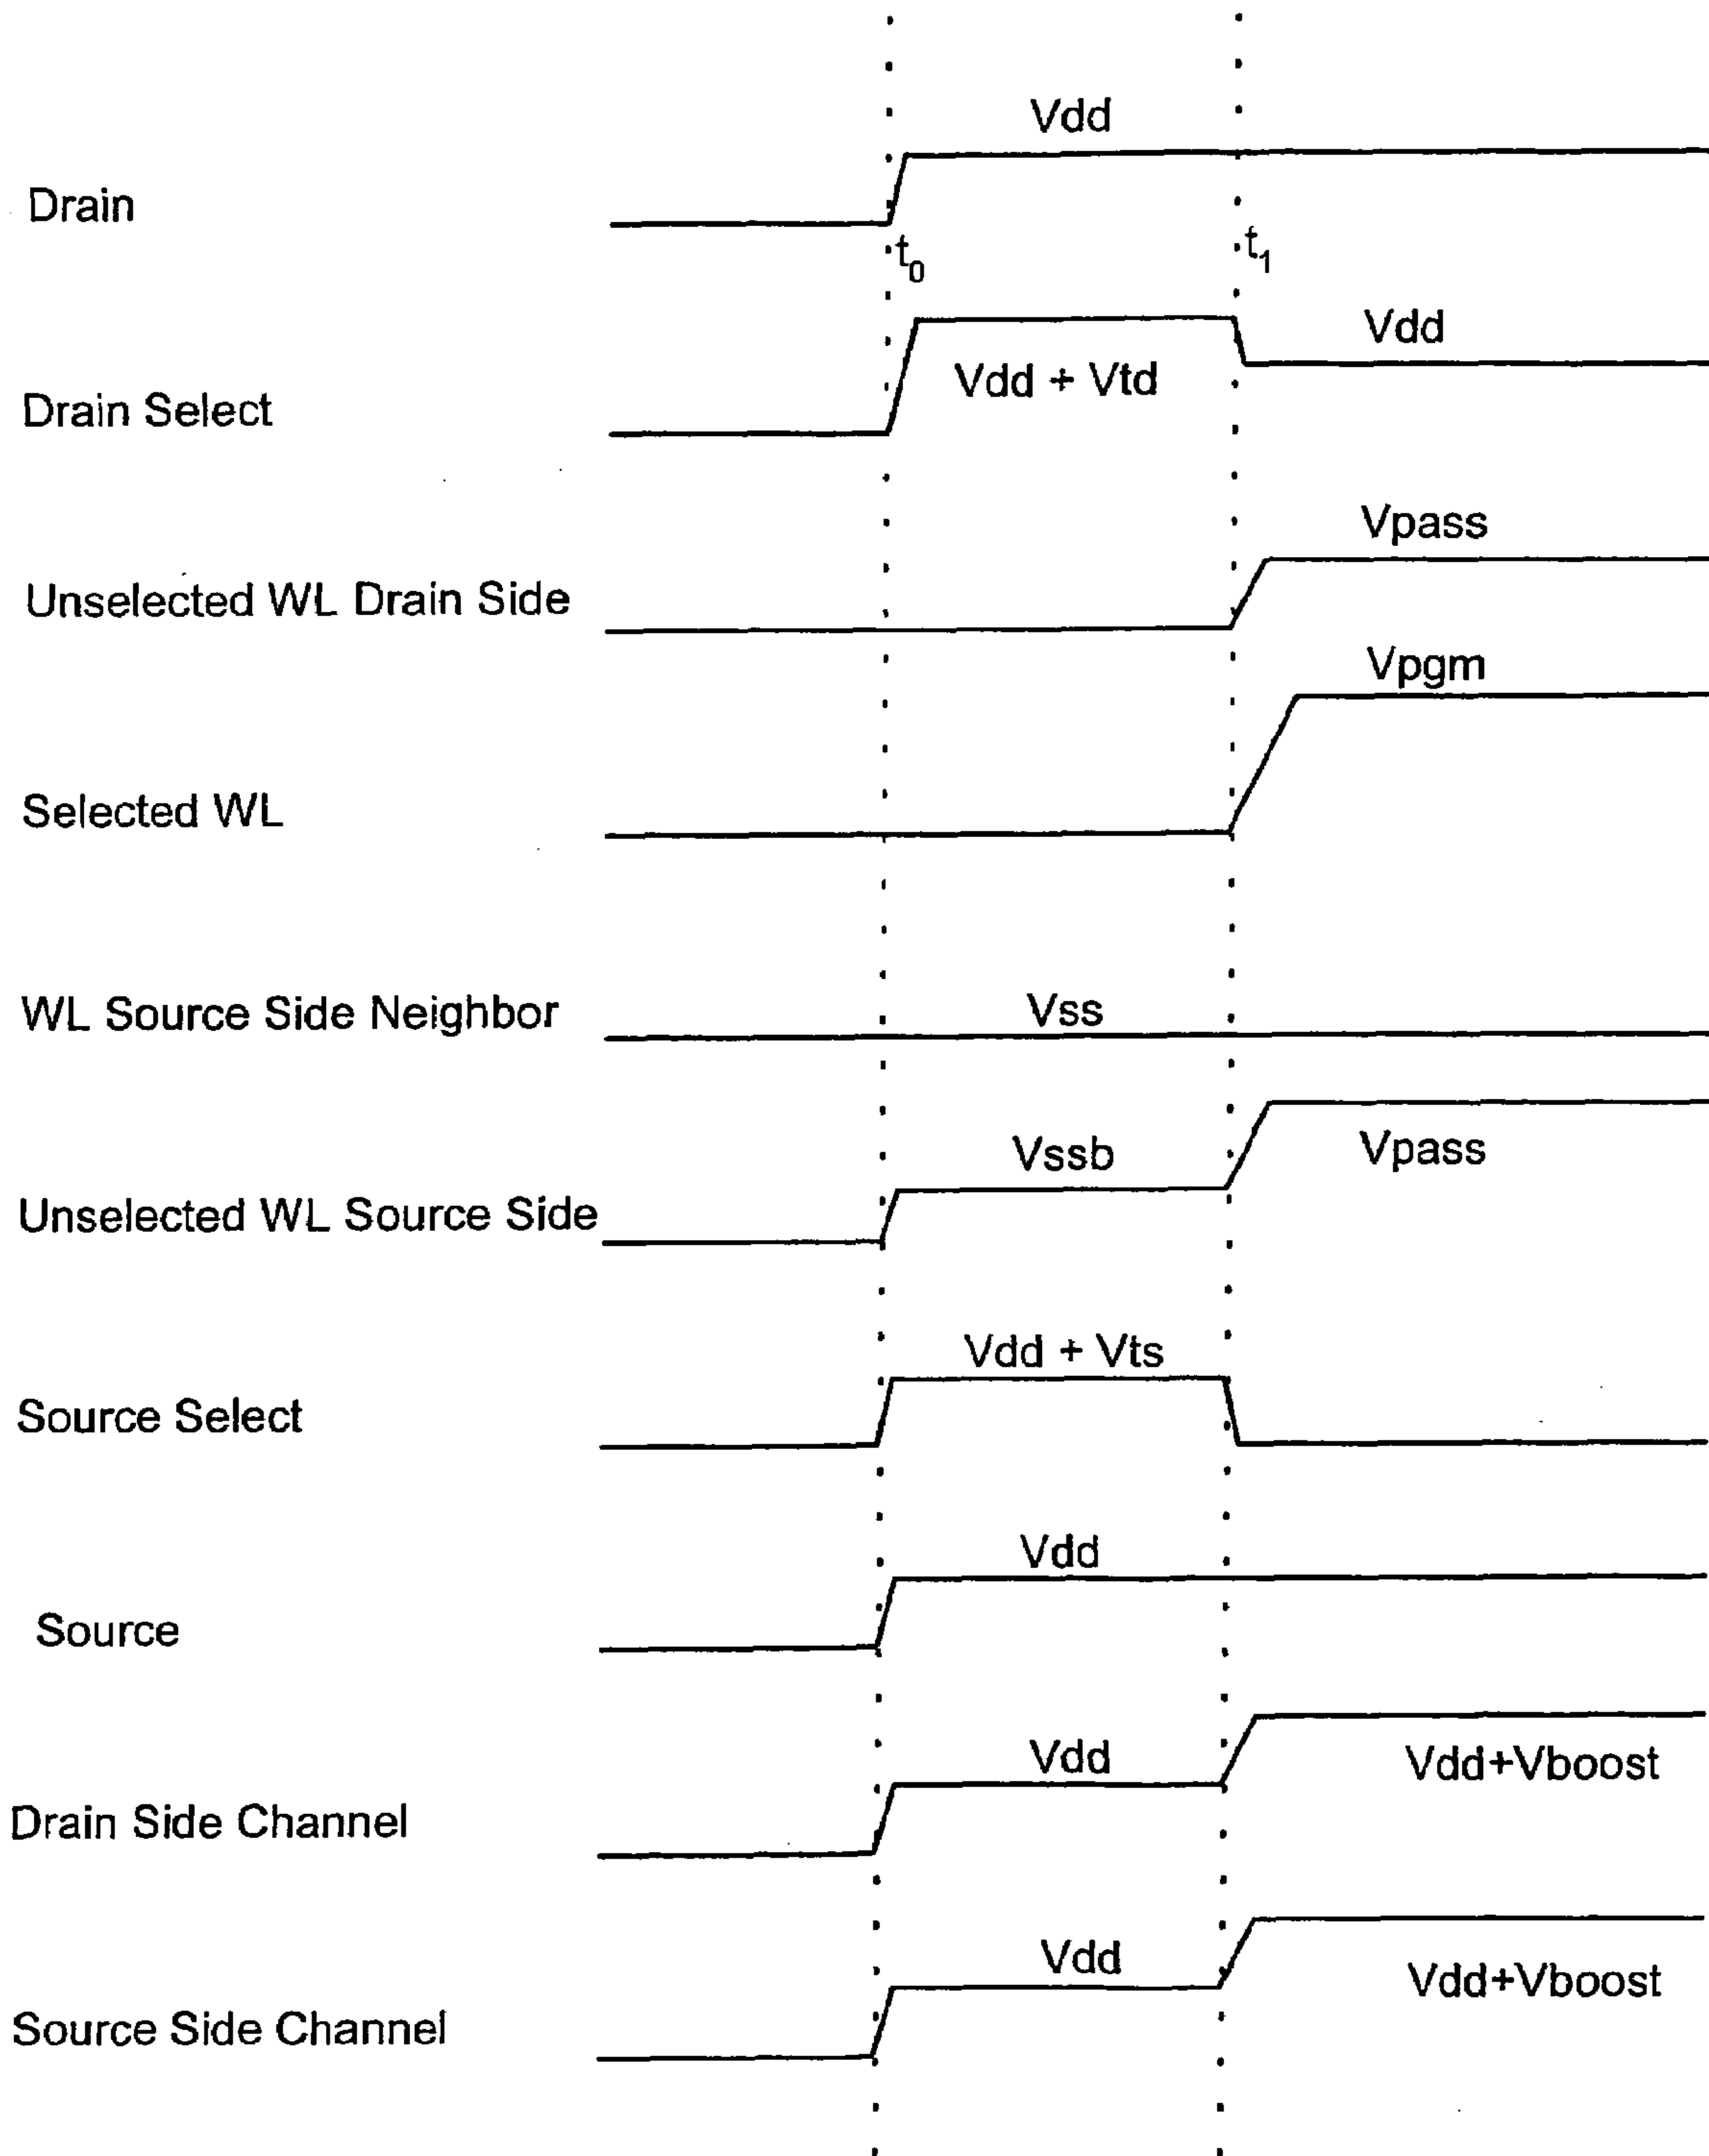 Vdd
Drain
t0 t1
Vdd
Vdd + Vtd
Drain Select
Vpass
Unselected WL Drain Side
Vpgm
Selected WL
WL Source Side Neighbor Vss
Vssb Vpass
Unselected WL Source Side
Vdd + Vts
Source Select
Vdd
Source
Vdd Vdd+Vboost
Drain Side Channel
Vdd Vdd+Vboost
Source Side Channel